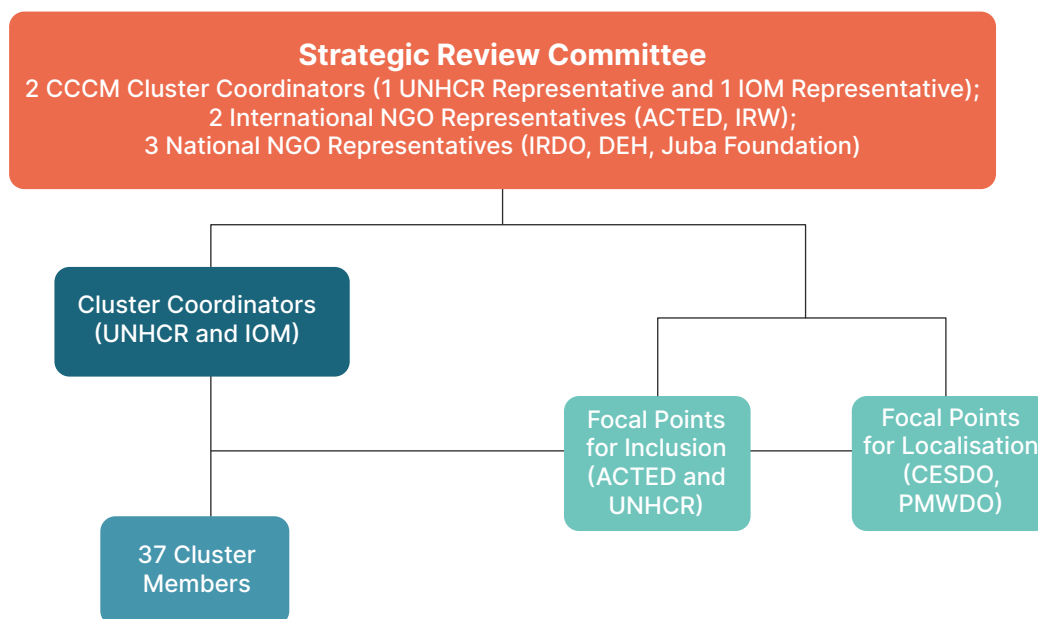 Strategic Review Committee
2 CCCM Cluster Coordinators (1 UNHCR Representative and 1 IOM Representative);
2 International NGO Representatives (ACTED, IRW);
3 National NGO Representatives (IRDO, DEH, Juba Foundation)
Cluster Coordinators
(UNHCR and IOM)
Focal Points
for Inclusion
(ACTED and
UNHCR)
Focal Points
for Localisation
(CESDO,
PMWDO)
37 Cluster
Members